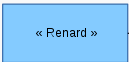 « Renard »